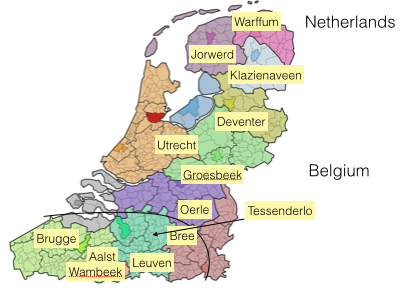 Warffum
Netherlands
Jorwerd
Klazienaveen
Deventer
Utrecht
Groesbeek
Belgium
Oerle
Tessenderlo
Brugge
Bree
Aalst
Leuven
Wambeek